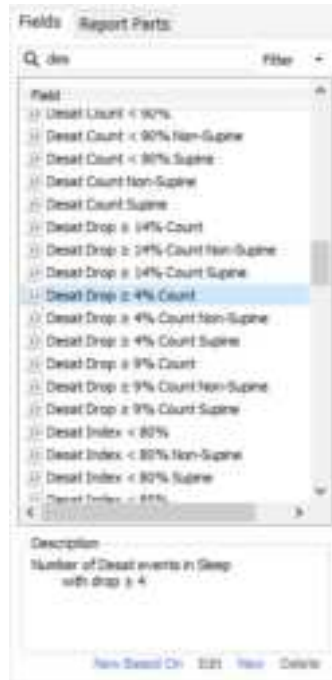 Fields Report Parts
des Filter
Field
Desat Count < 90%
Desat Count < 90% Non-Supine
Desat Count < 90% Supine
Desat Count Non-Supine
Desat Count Supine
Desat Drop ≥ 14% Count
Desat Drop ≥ 14% Count Non-Supine
Desat Drop ≥ 14% Count Supine
Desat Drop ≥ 4% Count
Desat Drop ≥ 4% Count Non-Supine
Desat Drop ≥ 4% Count Supine
Desat Drop ≥ 9% Count
Desat Drop ≥ 9% Count Non-Supine
Desat Drop ≥ 9% Count Supine
Desat Index < 80%
Desat Index < 80% Non-Supine
Desat Index < 80% Supine
Desat Index < 85%
Description
Number of Desat events in Sleep
with drop ≥ 4
New Based On Edit New Delete